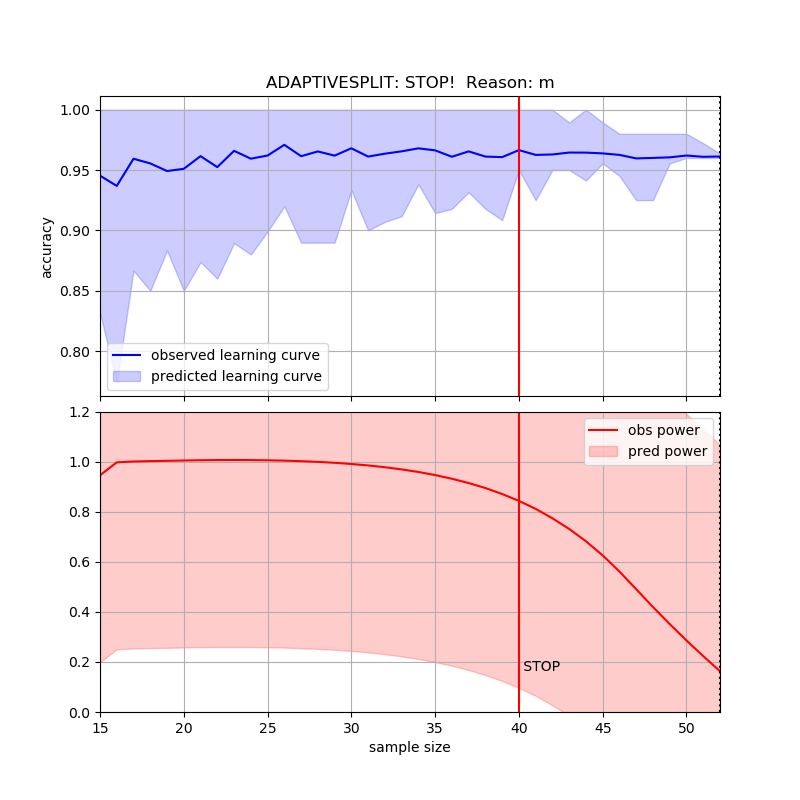 ADAPTIVESPLIT: STOP!  Reason: m
1.00
0.95
0.90
0.85
0.80
accuracy
observed learning curve
predicted learning curve
1.2
1.0
0.8
0.6
0.4
0.2
0.0
obs power
pred power
STOP
15 20 25 30 35 40 45 50
sample size